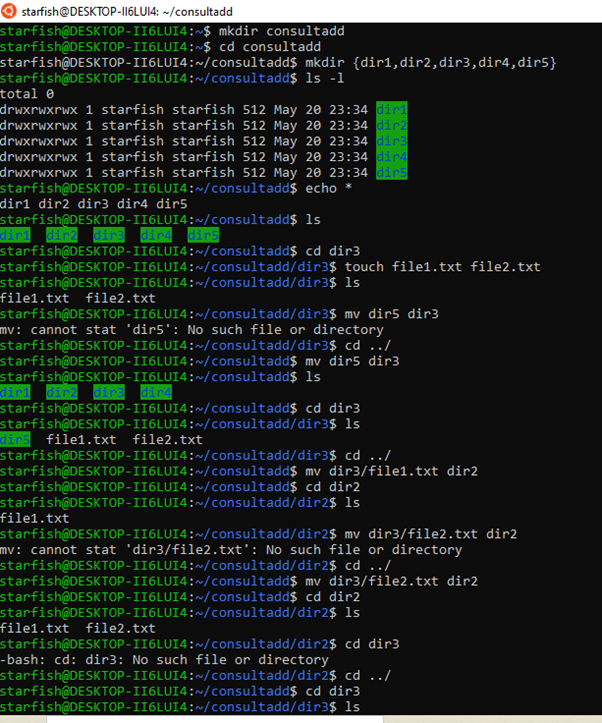 starfish@DESKTOP-II6LUI4: ~/consultadd
starfish@DESKTOP-II6LUI4:~$ mkdir consultadd
starfish@DESKTOP-II6LUI4:~$ cd consultadd
starfish@DESKTOP-II6LUI4:~/consultadd$ mkdir {dir1,dir2,dir3,dir4,dir5}
starfish@DESKTOP-II6LUI4:~/consultadd$ ls -l
total 0
drwxrwxrwx 1 starfish starfish 512 May 20 23:34 dir1
drwxrwxrwx 1 starfish starfish 512 May 20 23:34 dir2
drwxrwxrwx 1 starfish starfish 512 May 20 23:34 dir3
drwxrwxrwx 1 starfish starfish 512 May 20 23:34 dir4
drwxrwxrwx 1 starfish starfish 512 May 20 23:34 dir5
starfish@DESKTOP-II6LUI4:~/consultadd$ echo *
dir1 dir2 dir3 dir4 dir5
starfish@DESKTOP-II6LUI4:~/consultadd$ ls
dir1  dir2  dir3  dir4  dir5
starfish@DESKTOP-II6LUI4:~/consultadd$ cd dir3
starfish@DESKTOP-II6LUI4:~/consultadd/dir3$ touch file1.txt file2.txt
starfish@DESKTOP-II6LUI4:~/consultadd/dir3$ ls
file1.txt  file2.txt
starfish@DESKTOP-II6LUI4:~/consultadd/dir3$ mv dir5 dir3
mv: cannot stat 'dir5': No such file or directory
starfish@DESKTOP-II6LUI4:~/consultadd/dir3$ cd ../
starfish@DESKTOP-II6LUI4:~/consultadd$ mv dir5 dir3
starfish@DESKTOP-II6LUI4:~/consultadd$ ls
dir1  dir2  dir3  dir4
starfish@DESKTOP-II6LUI4:~/consultadd$ cd dir3
starfish@DESKTOP-II6LUI4:~/consultadd/dir3$ ls
dir5  file1.txt  file2.txt
starfish@DESKTOP-II6LUI4:~/consultadd/dir3$ cd ../
starfish@DESKTOP-II6LUI4:~/consultadd$ mv dir3/file1.txt dir2
starfish@DESKTOP-II6LUI4:~/consultadd$ cd dir2
starfish@DESKTOP-II6LUI4:~/consultadd/dir2$ ls
file1.txt
starfish@DESKTOP-II6LUI4:~/consultadd/dir2$ mv dir3/file2.txt dir2
mv: cannot stat 'dir3/file2.txt': No such file or directory
starfish@DESKTOP-II6LUI4:~/consultadd/dir2$ cd ../
starfish@DESKTOP-II6LUI4:~/consultadd$ mv dir3/file2.txt dir2
starfish@DESKTOP-II6LUI4:~/consultadd$ cd dir2
starfish@DESKTOP-II6LUI4:~/consultadd/dir2$ ls
file1.txt  file2.txt
starfish@DESKTOP-II6LUI4:~/consultadd/dir2$ cd dir3
-bash: cd: dir3: No such file or directory
starfish@DESKTOP-II6LUI4:~/consultadd/dir2$ cd ../
starfish@DESKTOP-II6LUI4:~/consultadd$ cd dir3
starfish@DESKTOP-II6LUI4:~/consultadd/dir3$ ls